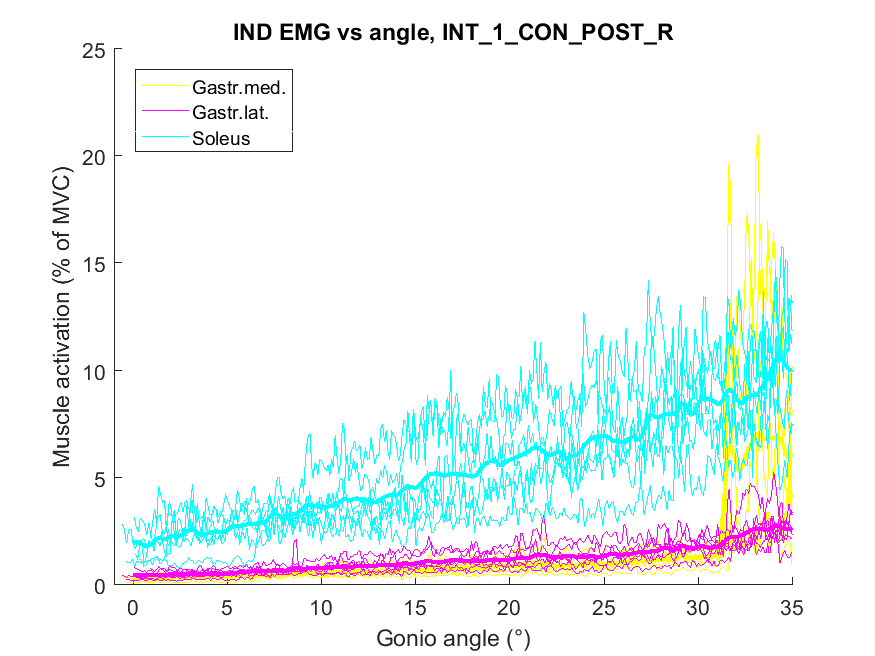 IND EMG vs angle, INT_1_CON_POST_R
25
20
15
10
5
0
Muscle activation (% of MVC)
Gastr.med.
Gastr.lat.
Soleus
0 5 10 15 20 25 30 35
Gonio angle (°)